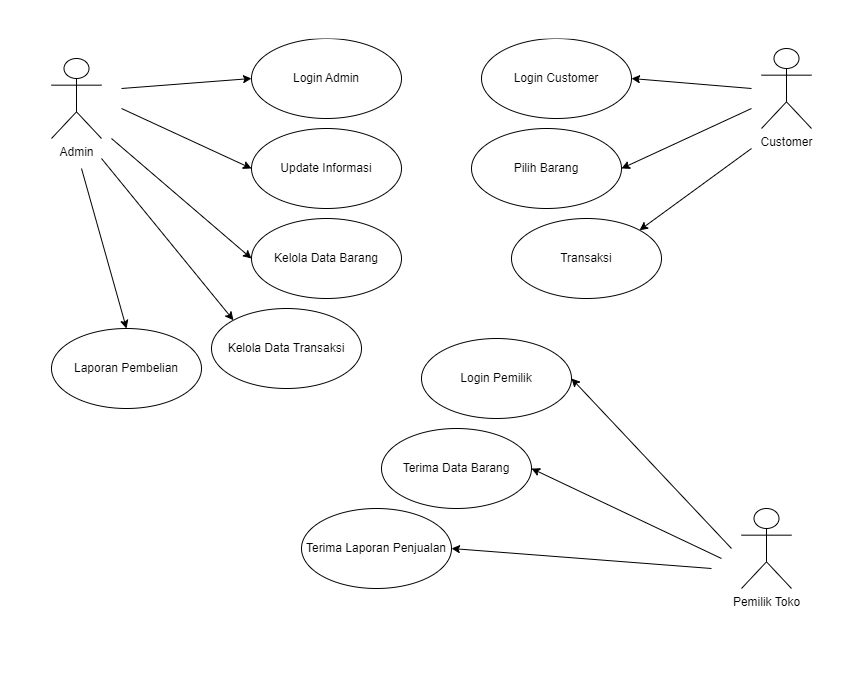 Login Admin
Login Customer
Customer
Admin
Update Informasi
Pilih Barang
Kelola Data Barang
Transaksi
Kelola Data Transaksi
Laporan Pembelian
Login Pemilik
Terima Data Barang
Terima Laporan Penjualan
Pemilik Toko